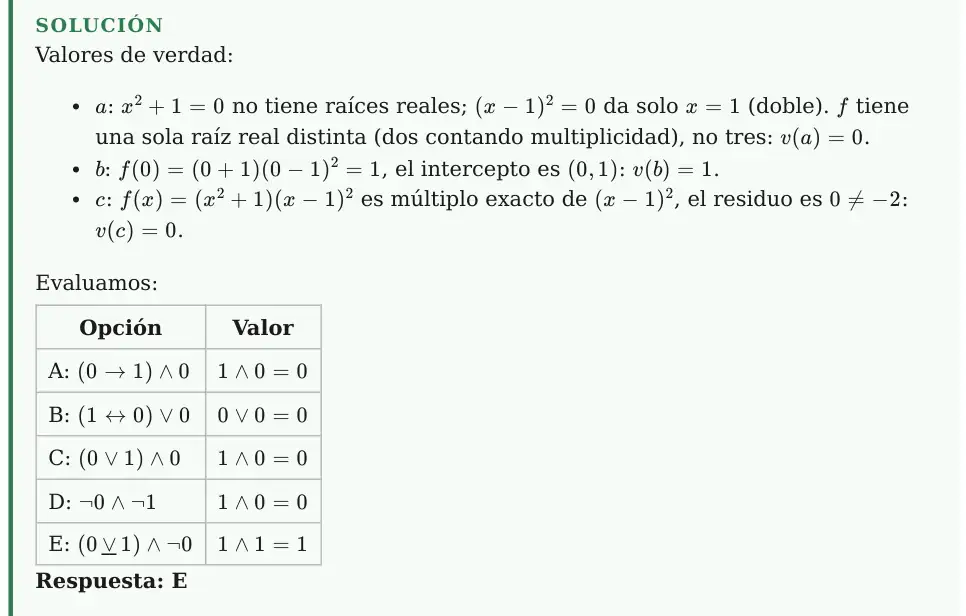 SOLUCIÓN
Valores de verdad:
• a: x² + 1 = 0 no tiene raíces reales; (x − 1)² = 0 da solo x = 1 (doble). f tiene
una sola raíz real distinta (dos contando multiplicidad), no tres: v(a) = 0.
• b: f(0) = (0 + 1)(0 − 1)² = 1, el intercepto es (0, 1): v(b) = 1.
• c: f(x) = (x² + 1)(x − 1)² es múltiplo exacto de (x − 1)², el residuo es 0 ≠ −2:
v(c) = 0.
Evaluamos:
Opción Valor
A: (0 → 1) ∧ 0 1 ∧ 0 = 0
B: (1 ↔ 0) ∨ 0 0 ∨ 0 = 0
C: (0 ∨ 1) ∧ 0 1 ∧ 0 = 0
D: ¬0 ∧ ¬1 1 ∧ 0 = 0
E: (0 ⊻ 1) ∧ ¬0 1 ∧ 1 = 1
Respuesta: E